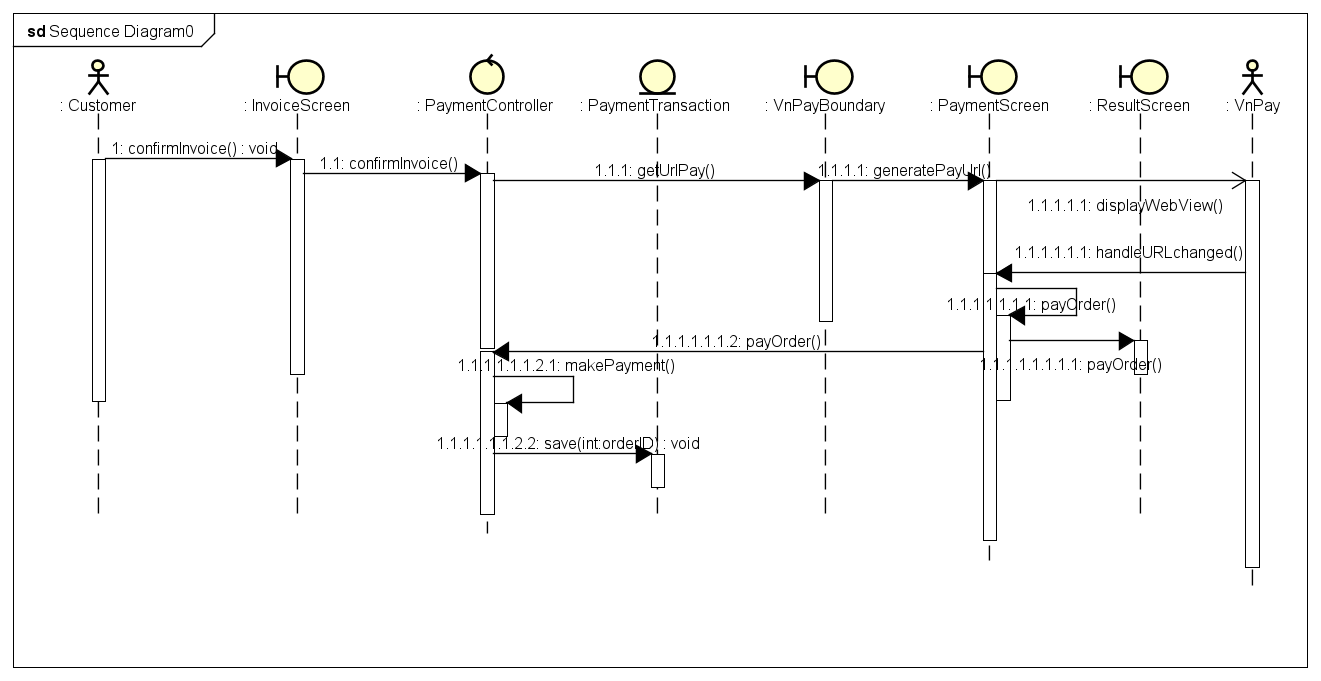 sd Sequence Diagram0
: Customer
: InvoiceScreen
: PaymentController
: PaymentTransaction
: VnPayBoundary
: PaymentScreen
: ResultScreen
: VnPay
1: confirmInvoice() : void
1.1: confirmInvoice()
1.1.1: getUrlPay()
1.1.1.1: generatePayUrl()
1.1.1.1.1: displayWebView()
1.1.1.1.1.1: handleURLchanged()
1.1.1.1.1.1.1: payOrder()
1.1.1.1.1.1.2: payOrder()
1.1.1.1.1.1.1.1: payOrder()
1.1.1.1.1.1.2.1: makePayment()
1.1.1.1.1.1.2.2: save(int:orderID) : void